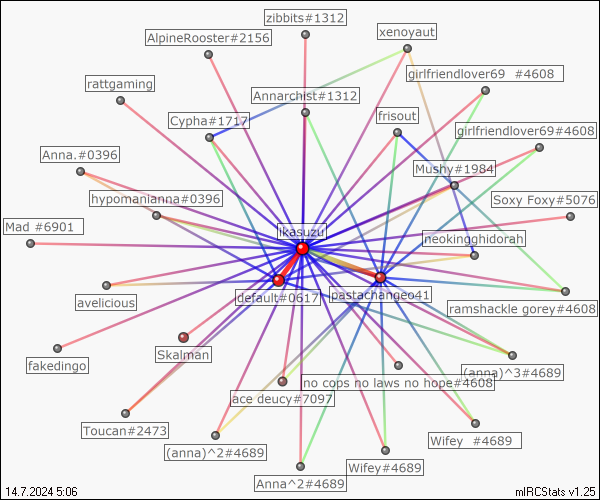 zibbits#1312
AlpineRooster#2156
xenoyaut
girlfriendlover69 #4608
rattgaming
Annarchist#1312
frisout
Cypha#1717
girlfriendlover69#4608
Anna.#0396
Mushy#1984
hypomanianna#0396
Soxy Foxy#5076
Mad #6901
ikasuzu
neokingghidorah
default#0617
pastachangeo41
avelicious
ramshackle gorey#4608
fakedingo
Skalman
(anna)^3#4689
no cops no laws no hope#4608
ace deucy#7097
Toucan#2473
(anna)^2#4689
Wifey #4689
Wifey#4689
Anna^2#4689
14.7.2024 5:06
mIRCStats v1.25